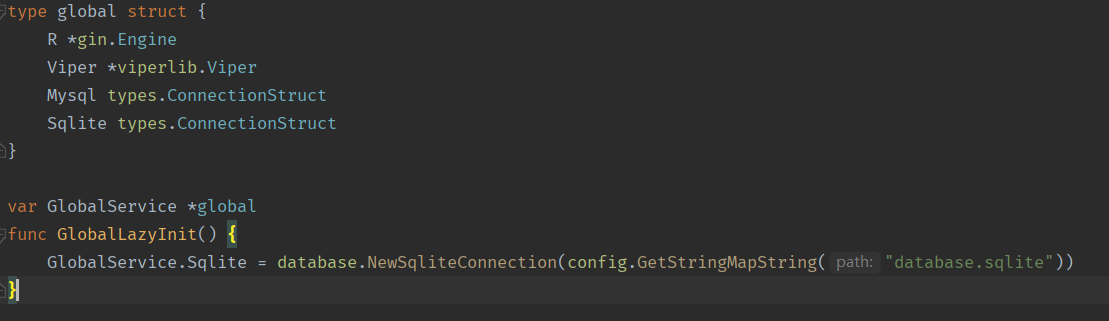 type global struct {
    R *gin.Engine
    Viper *viperlib.Viper
    Mysql types.ConnectionStruct
    Sqlite types.ConnectionStruct
}

var GlobalService *global
func GlobalLazyInit() {
    GlobalService.Sqlite = database.NewSqliteConnection(config.GetStringMapString( path: "database.sqlite"))
}